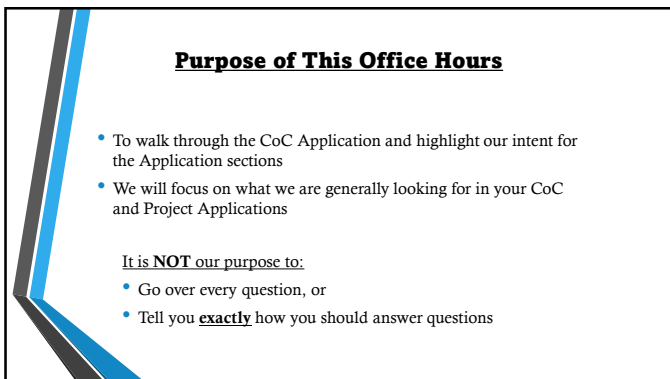 Purpose of This Office Hours
• To walk through the CoC Application and highlight our intent for
the Application sections
• We will focus on what we are generally looking for in your CoC
and Project Applications
It is NOT our purpose to:
• Go over every question, or
• Tell you exactly how you should answer questions